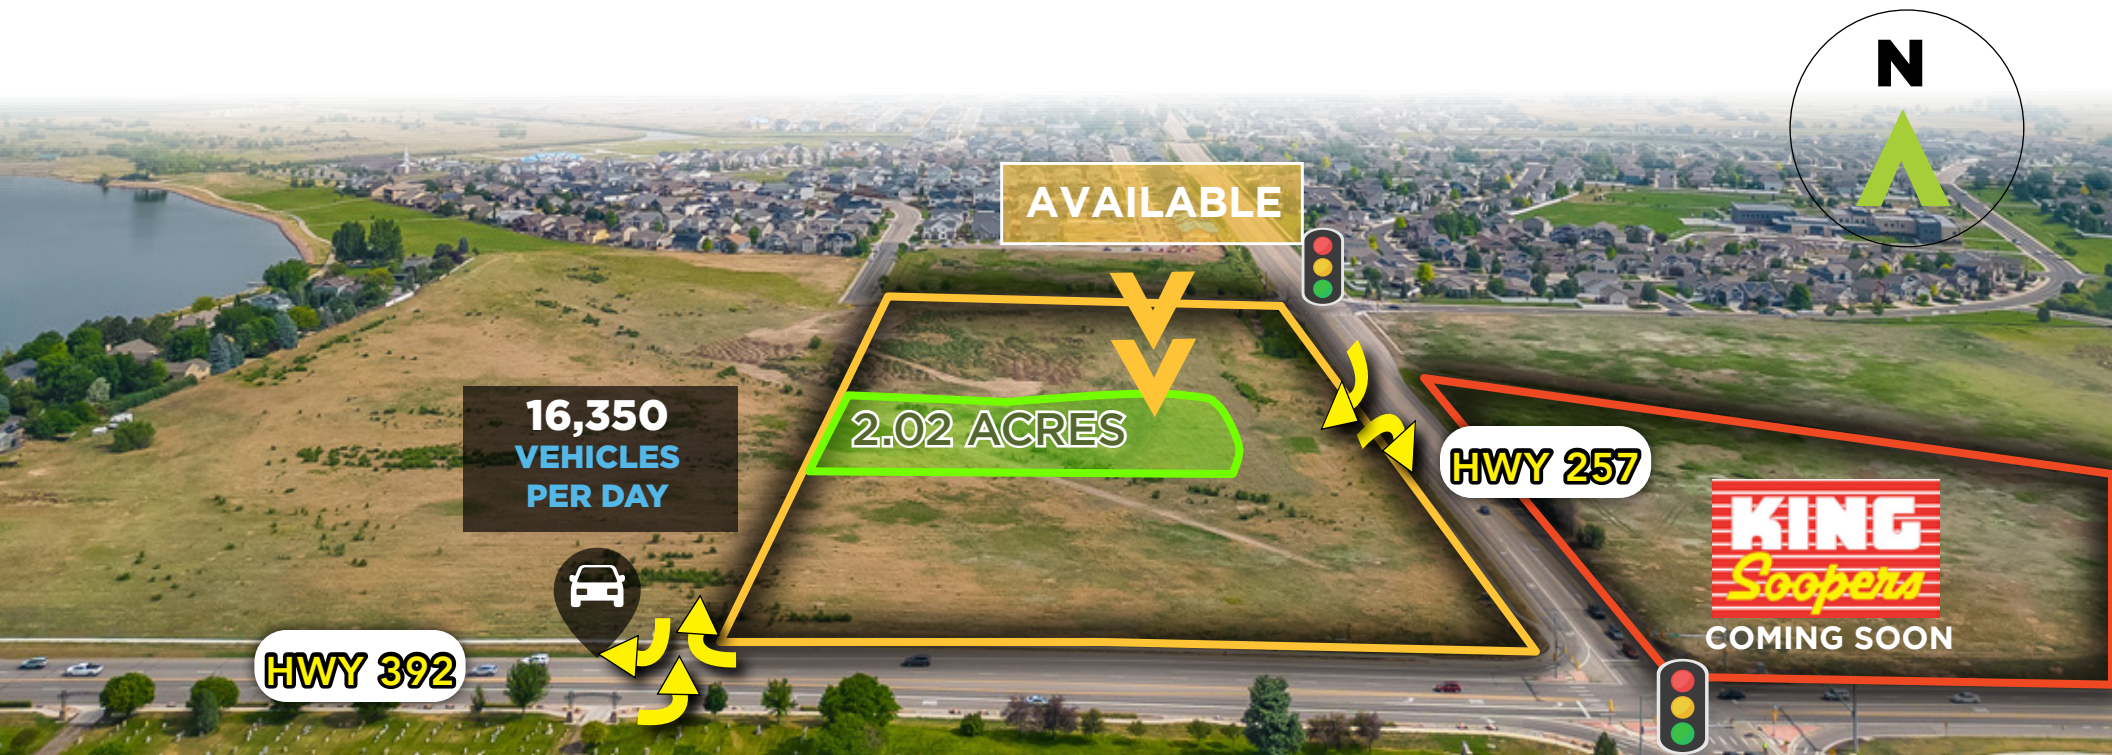 N
AVAILABLE
2.02 ACRES
16,350
VEHICLES
PER DAY
HWY 257
KING
Soopers
COMING SOON
HWY 392